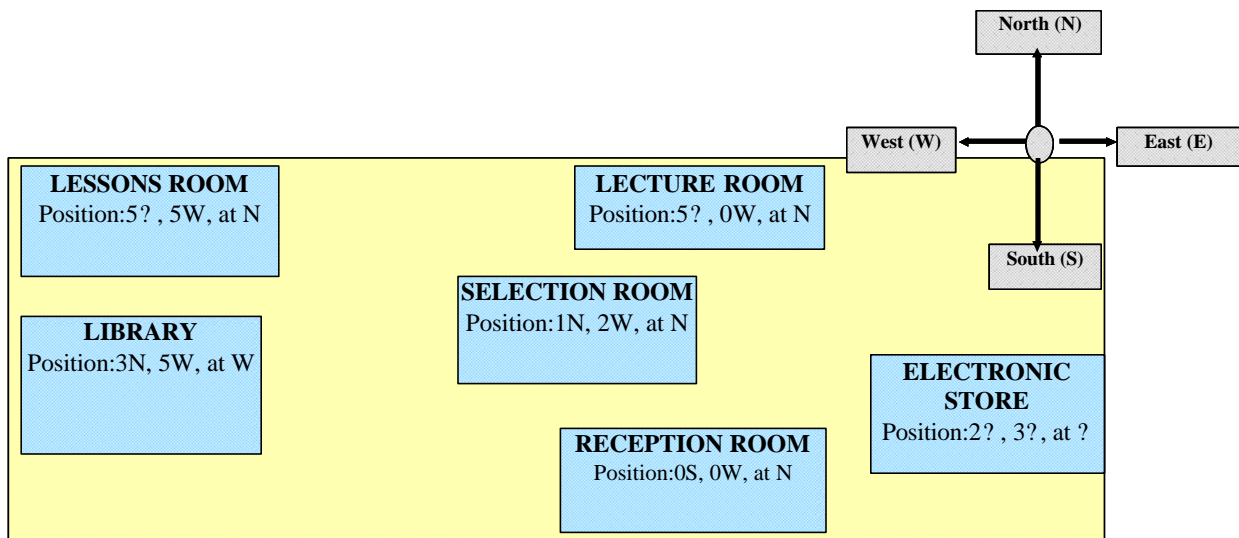 North (N)
West (W)
East (E)
LESSONS ROOM
Position:5? , 5W, at N
LECTURE ROOM
Position:5? , 0W, at N
South (S)
SELECTION ROOM
Position:1N, 2W, at N
LIBRARY
Position:3N, 5W, at W
ELECTRONIC
STORE
Position:2? , 3?, at ?
RECEPTION ROOM
Position:0S, 0W, at N